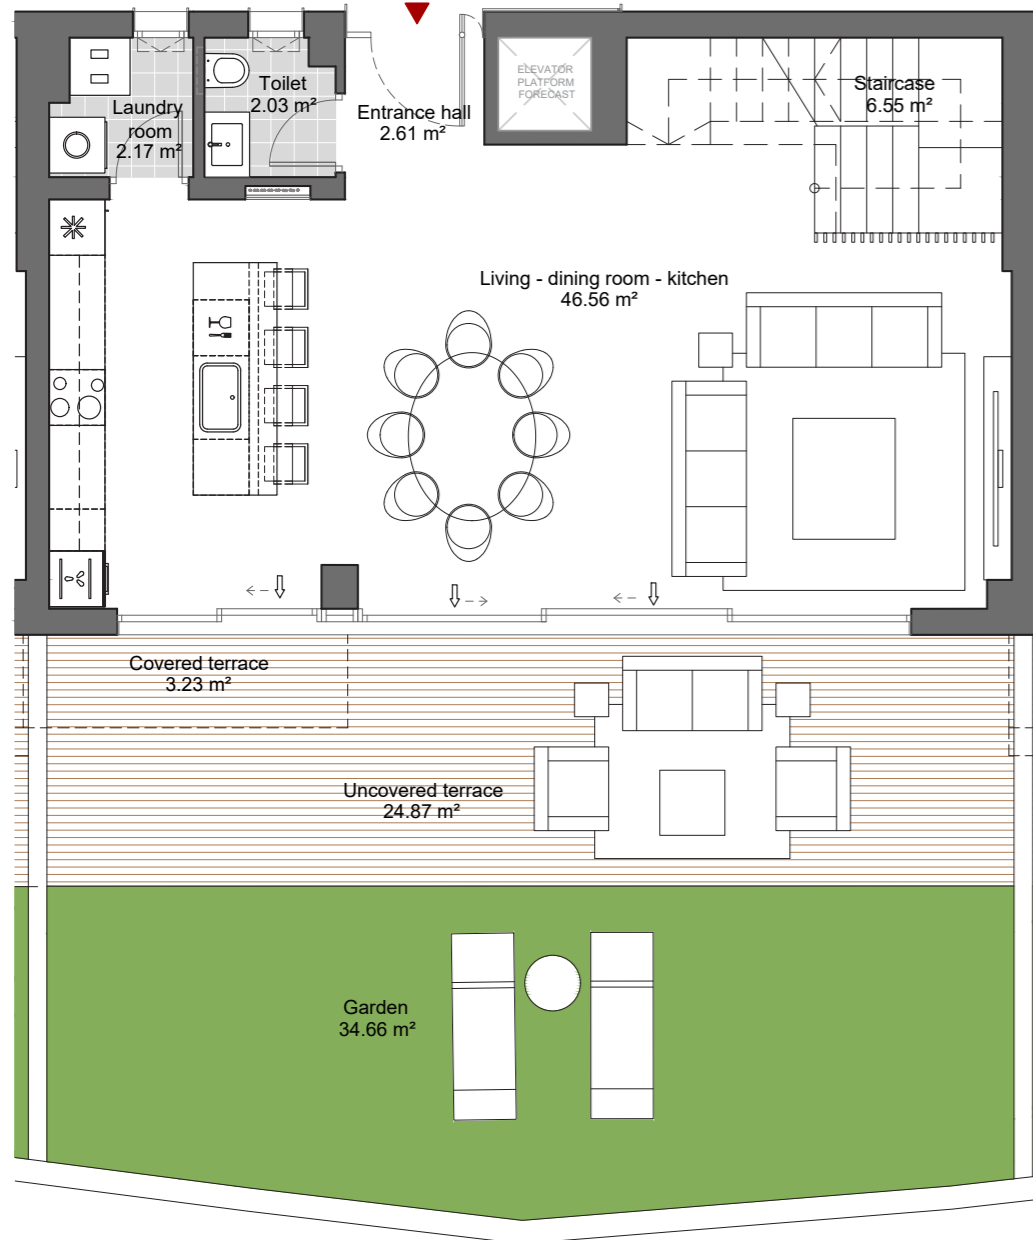 ELEVATOR
PLATFORM
FORECAST
Toilet
2.03 m²
Staircase
6.55 m²
Laundry
room
2.17 m²
Entrance hall
2.61 m²
Living - dining room - kitchen
46.56 m²
Covered terrace
3.23 m²
Uncovered terrace
24.87 m²
Garden
34.66 m²